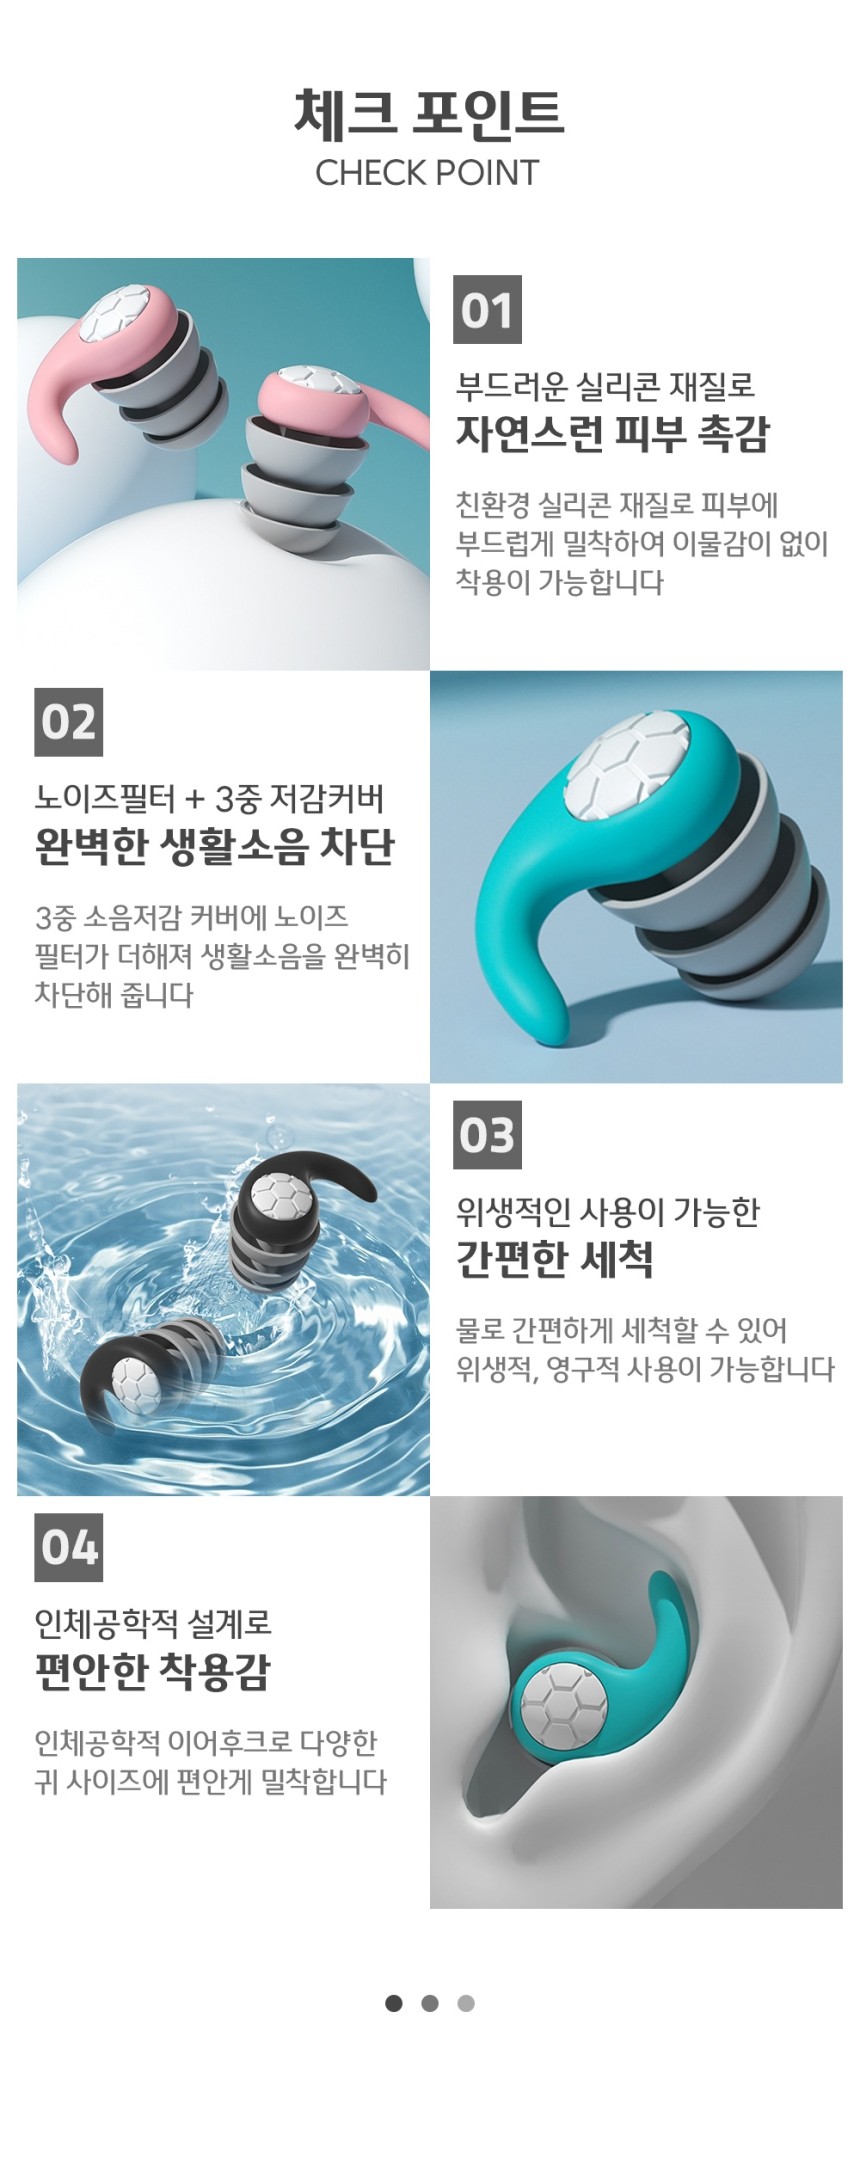 체크 포인트
CHECK POINT
01
부드러운 실리콘 재질로
자연스런 피부 촉감
친환경 실리콘 재질로 피부에
부드럽게 밀착하여 이물감이 없이
착용이 가능합니다
02
노이즈필터 + 3중 저감커버
완벽한 생활소음 차단
3중 소음저감 커버에 노이즈
필터가 더해져 생활소음을 완벽히
차단해 줍니다
03
위생적인 사용이 가능한
간편한 세척
물로 간편하게 세척할 수 있어
위생적, 영구적 사용이 가능합니다
04
인체공학적 설계로
편안한 착용감
인체공학적 이어후크로 다양한
귀 사이즈에 편안게 밀착합니다